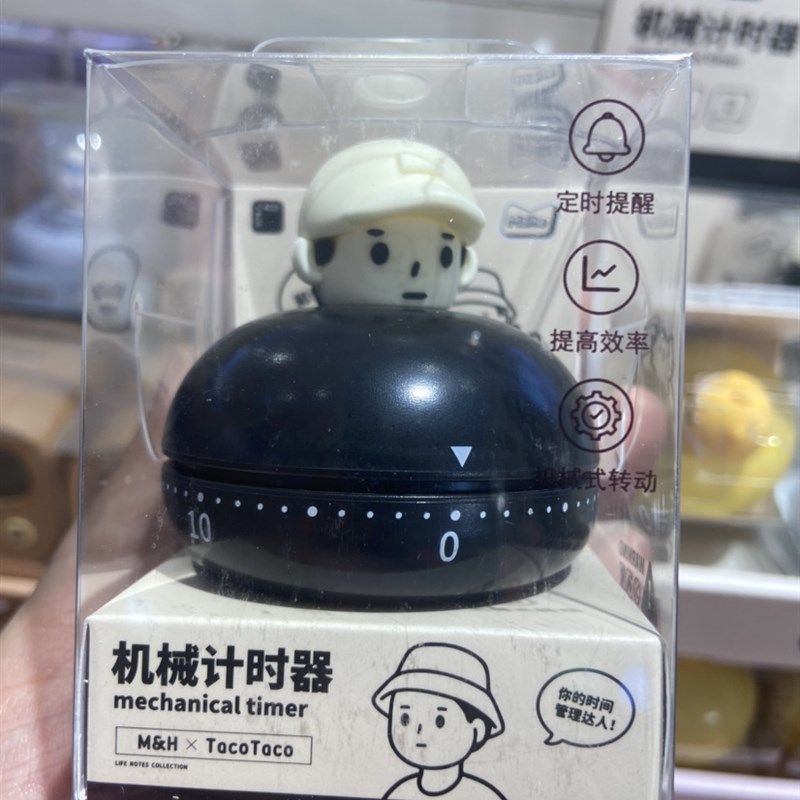 机械计时器
定时提醒
提高效率
机械式转动
10
0
机械计时器
mechanical timer
M&H × TacoTaco
LIFE NOTES COLLECTION
你的时间
管理达人!